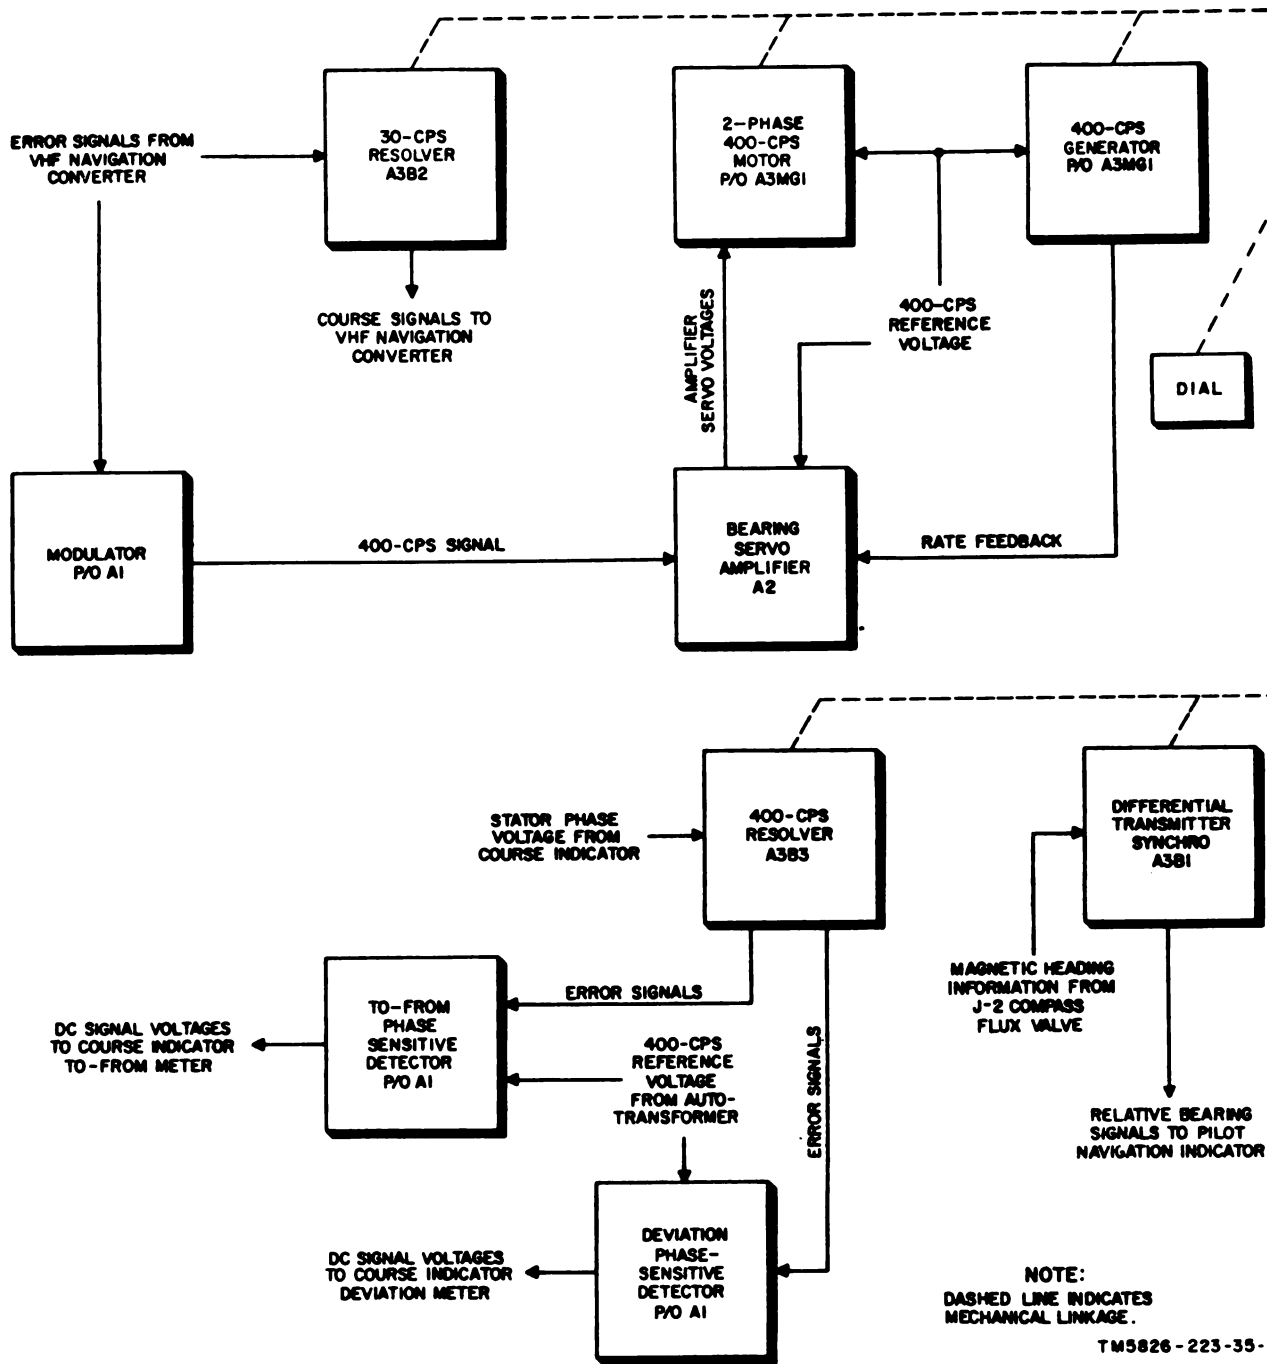 ERROR SIGNALS FROM
VHF NAVIGATION
CONVERTER
30-CPS
RESOLVER
A3B2
COURSE SIGNALS TO
VHF NAVIGATION
CONVERTER
2-PHASE
400-CPS
MOTOR
P/O A3MG1
400-CPS
GENERATOR
P/O A3MG1
400-CPS
REFERENCE
VOLTAGE
AMPLIFIER
SERVO VOLTAGES
DIAL
MODULATOR
P/O A1
400-CPS SIGNAL
BEARING
SERVO
AMPLIFIER
A2
RATE FEEDBACK
STATOR PHASE
VOLTAGE FROM
COURSE INDICATOR
400-CPS
RESOLVER
A3B3
DIFFERENTIAL
TRANSMITTER
SYNCHRO
A3B1
MAGNETIC HEADING
INFORMATION FROM
J-2 COMPASS
FLUX VALVE
ERROR SIGNALS
DC SIGNAL VOLTAGES
TO COURSE INDICATOR
TO-FROM METER
TO-FROM
PHASE
SENSITIVE
DETECTOR
P/O A1
400-CPS
REFERENCE
VOLTAGE
FROM AUTO-
TRANSFORMER
ERROR SIGNALS
RELATIVE BEARING
SIGNALS TO PILOT
NAVIGATION INDICATOR
DC SIGNAL VOLTAGES
TO COURSE INDICATOR
DEVIATION METER
DEVIATION
PHASE-
SENSITIVE
DETECTOR
P/O A1
NOTE:
DASHED LINE INDICATES
MECHANICAL LINKAGE.
TM5826-223-35-